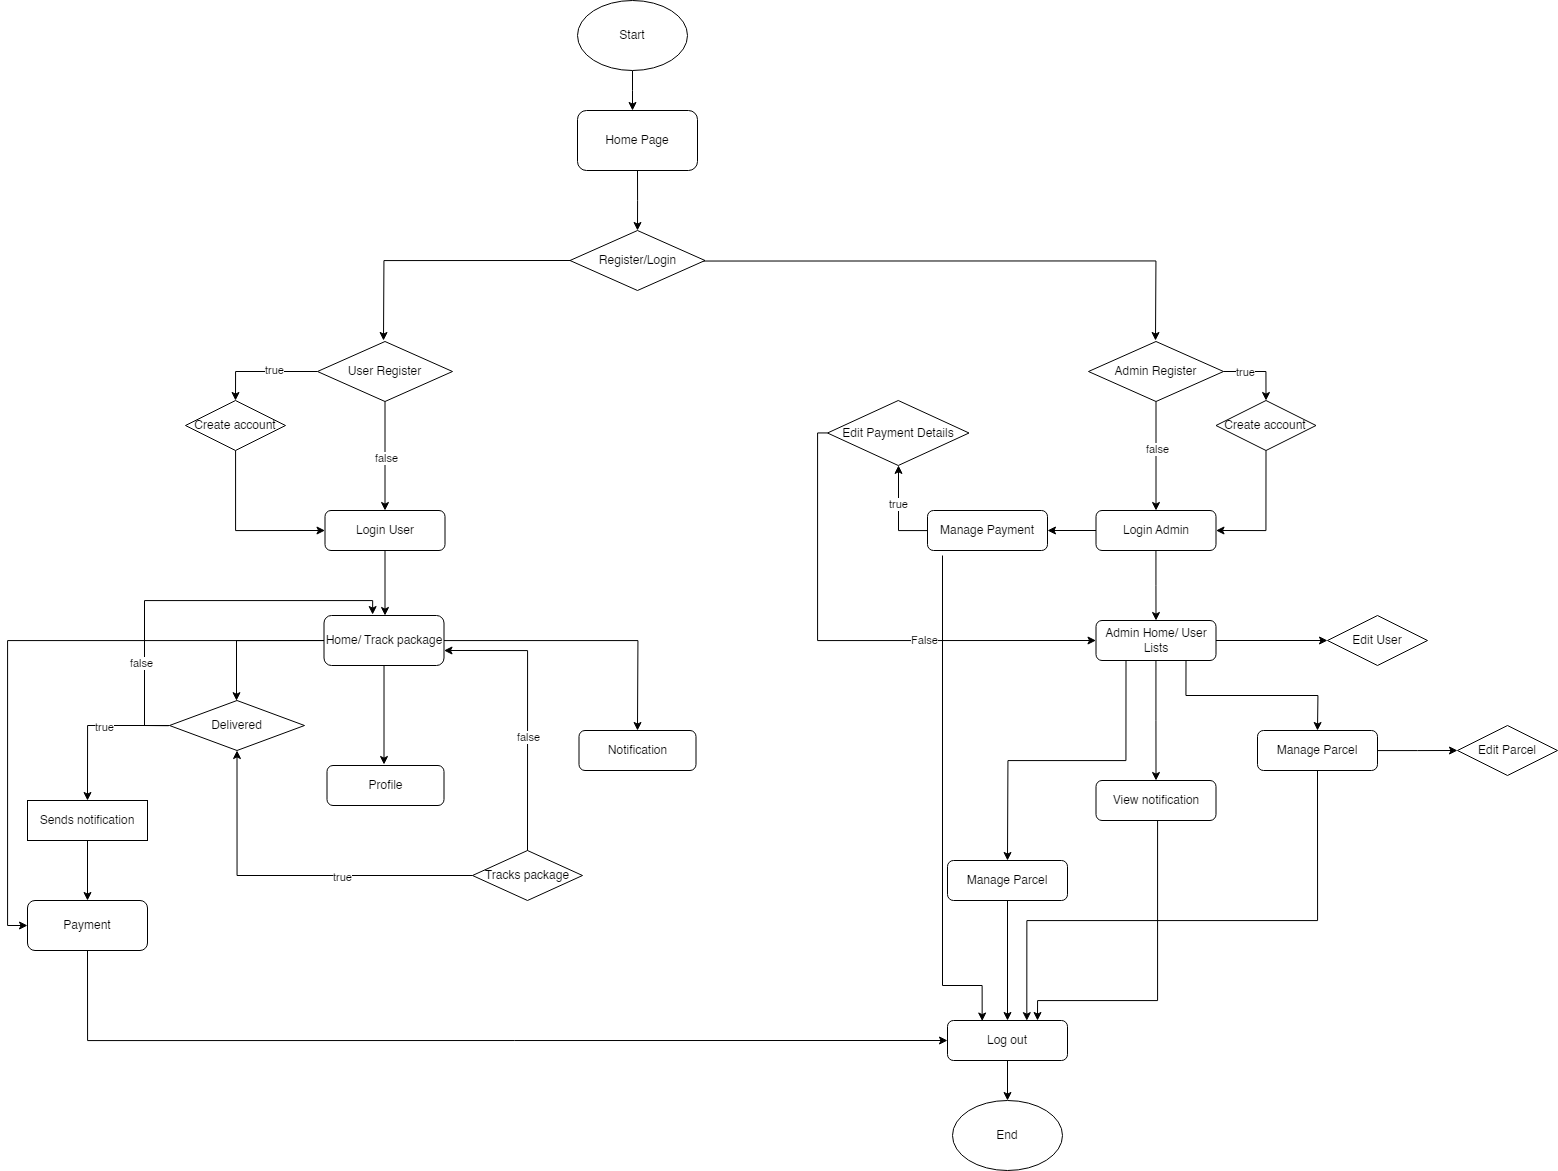 Start
Home Page
Register/Login
User Register
true
Create account
false
Login User
Admin Register
true
Create account
false
Edit Payment Details
true
Manage Payment
Login Admin
Home/ Track package
false
Delivered
true
Sends notification
Payment
Profile
Notification
false
Tracks package
true
False
Admin Home/ User
Lists
Edit User
Manage Parcel
Edit Parcel
View notification
Manage Parcel
Log out
End